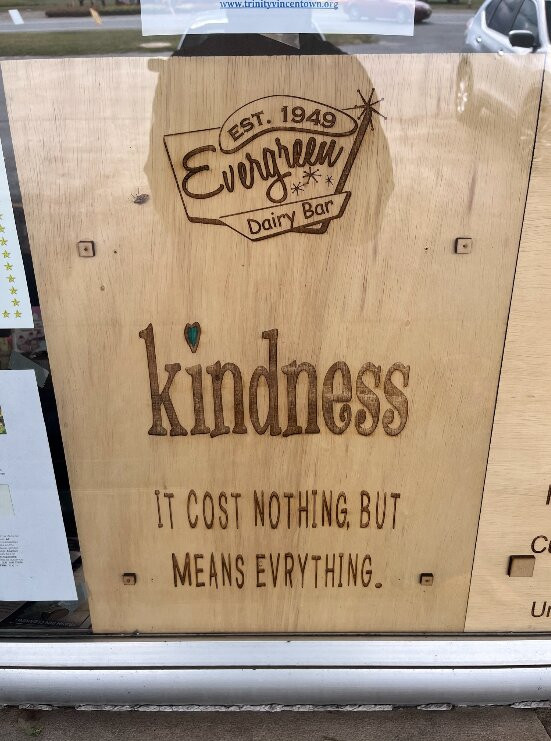 www.trinityvincentown.org
EST. 1949
Evergreen
Dairy Bar
kindness
IT COST NOTHING, BUT
MEANS EVRYTHING.